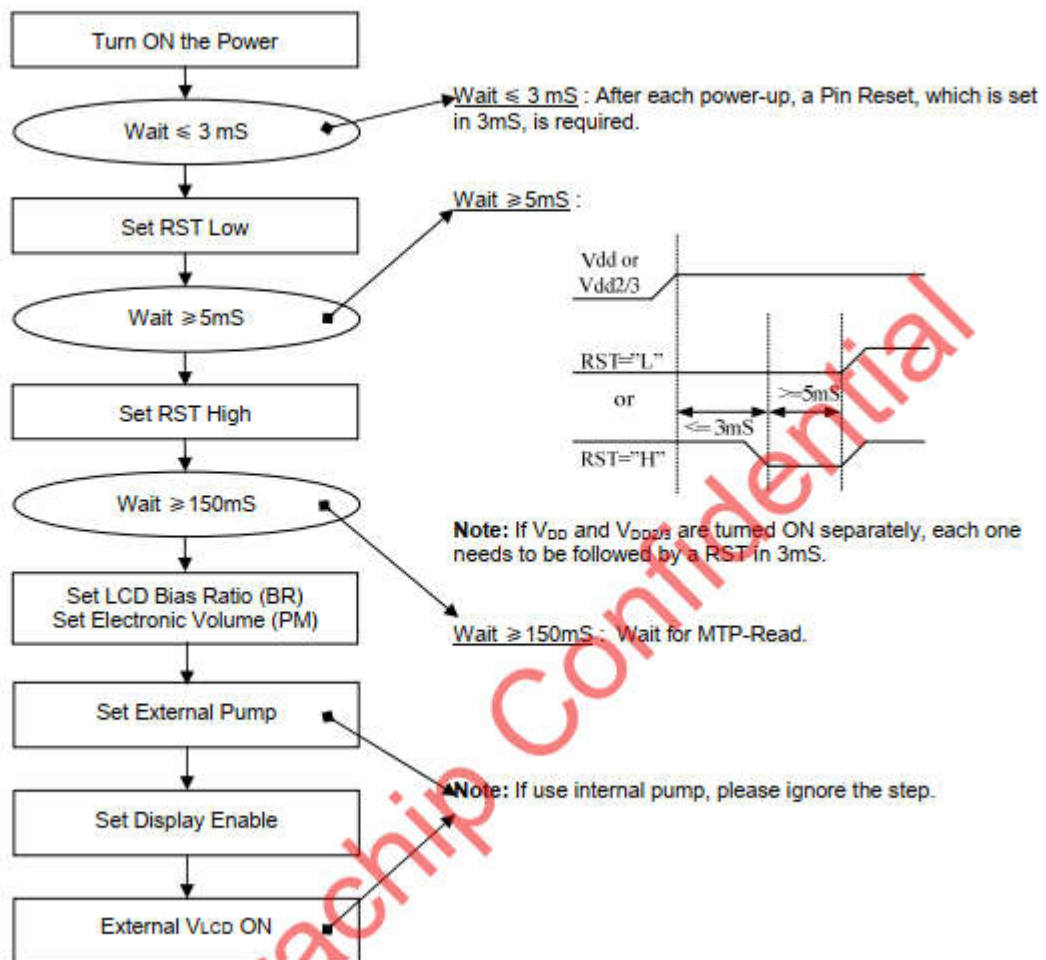 Turn ON the Power
Wait ≤ 3 mS
Set RST Low
Wait ≥5mS
Set RST High
Wait ≥150mS
Set LCD Bias Ratio (BR)
Set Electronic Volume (PM)
Set External Pump
Set Display Enable
External VLCD ON
Wait ≤ 3 mS : After each power-up, a Pin Reset, which is set
in 3mS, is required.
Wait ≥5mS :
Vdd or
Vdd2/3
RST="L"
or
>=5mS
<= 3mS
RST="H"
Note: If VDD and VDD2/3 are turned ON separately, each one
needs to be followed by a RST in 3mS.
Wait ≥150mS : Wait for MTP-Read.
Note: If use internal pump, please ignore the step.
Confidential